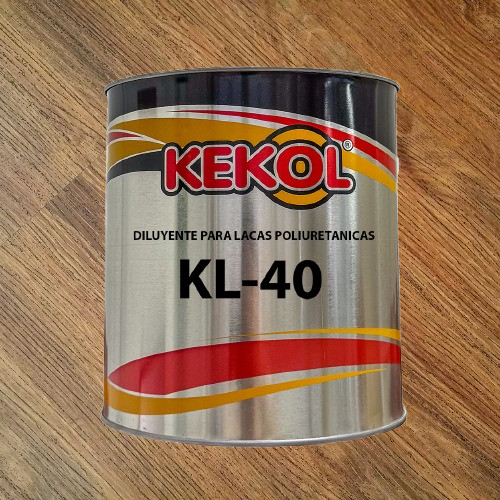 KEKOL®
DILUYENTE PARA LACAS POLIURETANICAS
KL-40